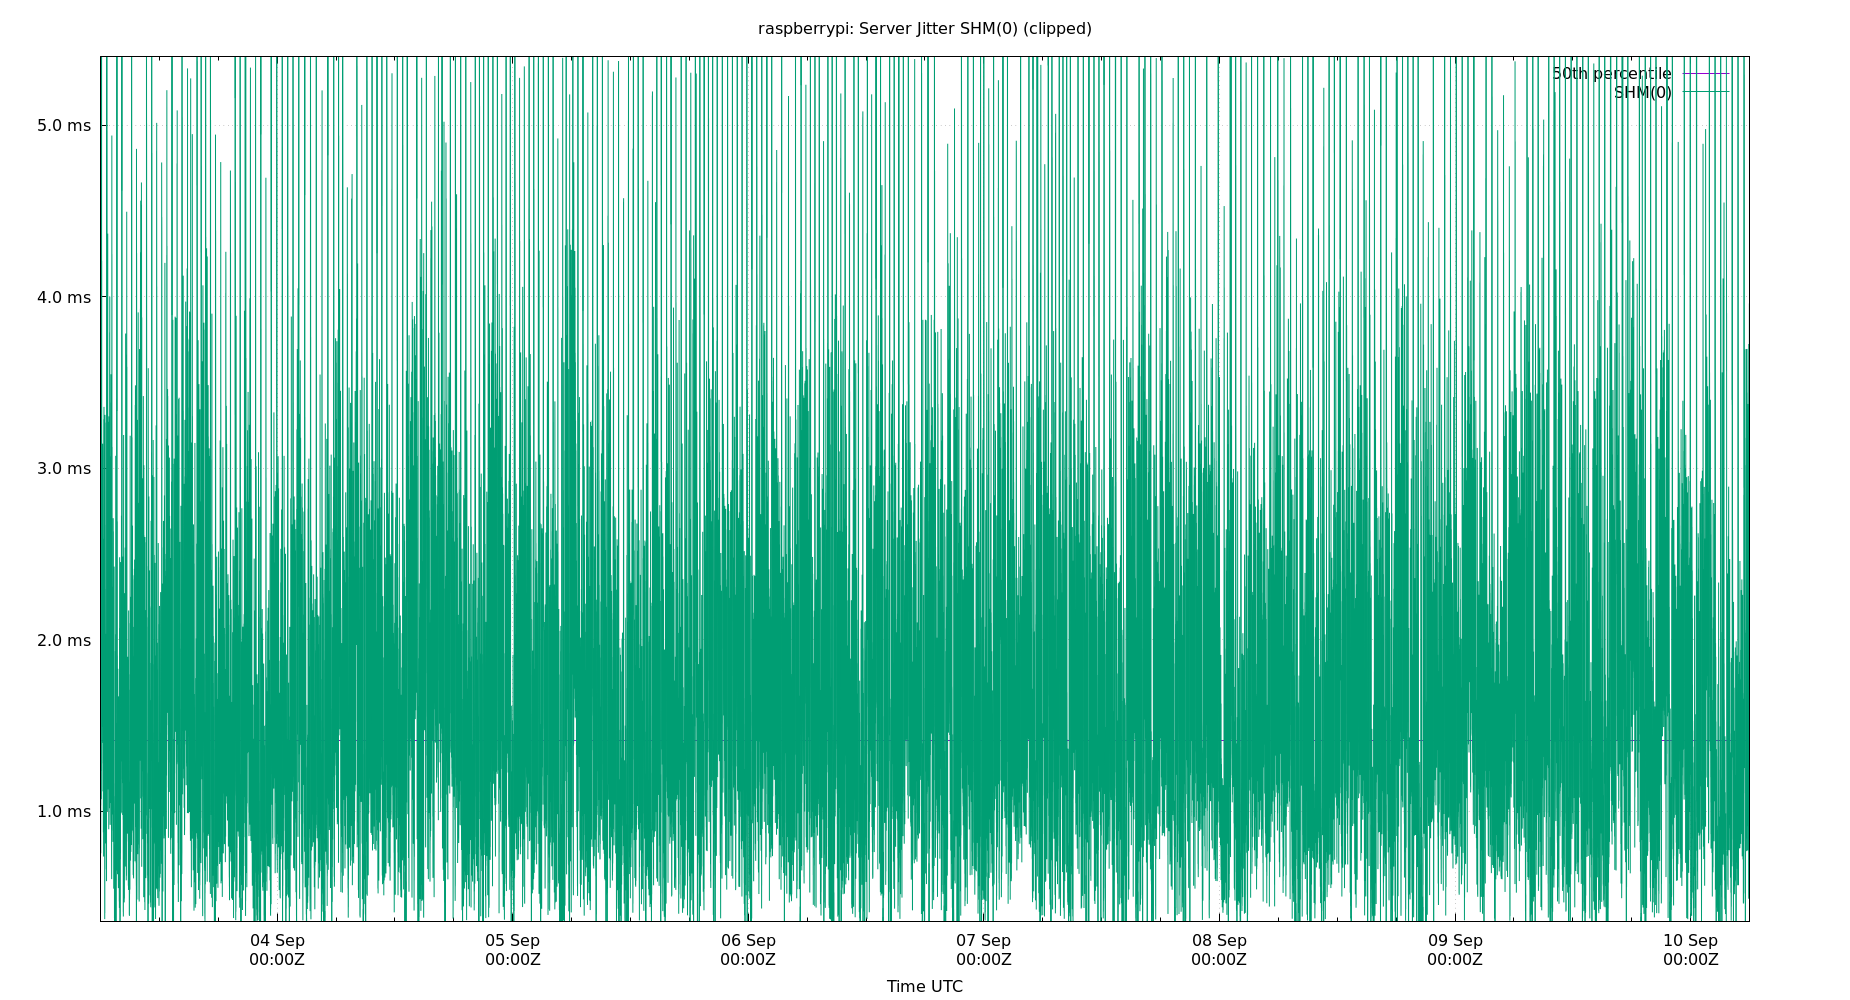 raspberrypi: Server Jitter SHM(0) (clipped)
50th percentile
SHM(0)
5.0 ms
4.0 ms
3.0 ms
2.0 ms
1.0 ms
04 Sep
00:00Z
05 Sep
00:00Z
06 Sep
00:00Z
07 Sep
00:00Z
08 Sep
00:00Z
09 Sep
00:00Z
10 Sep
00:00Z
Time UTC